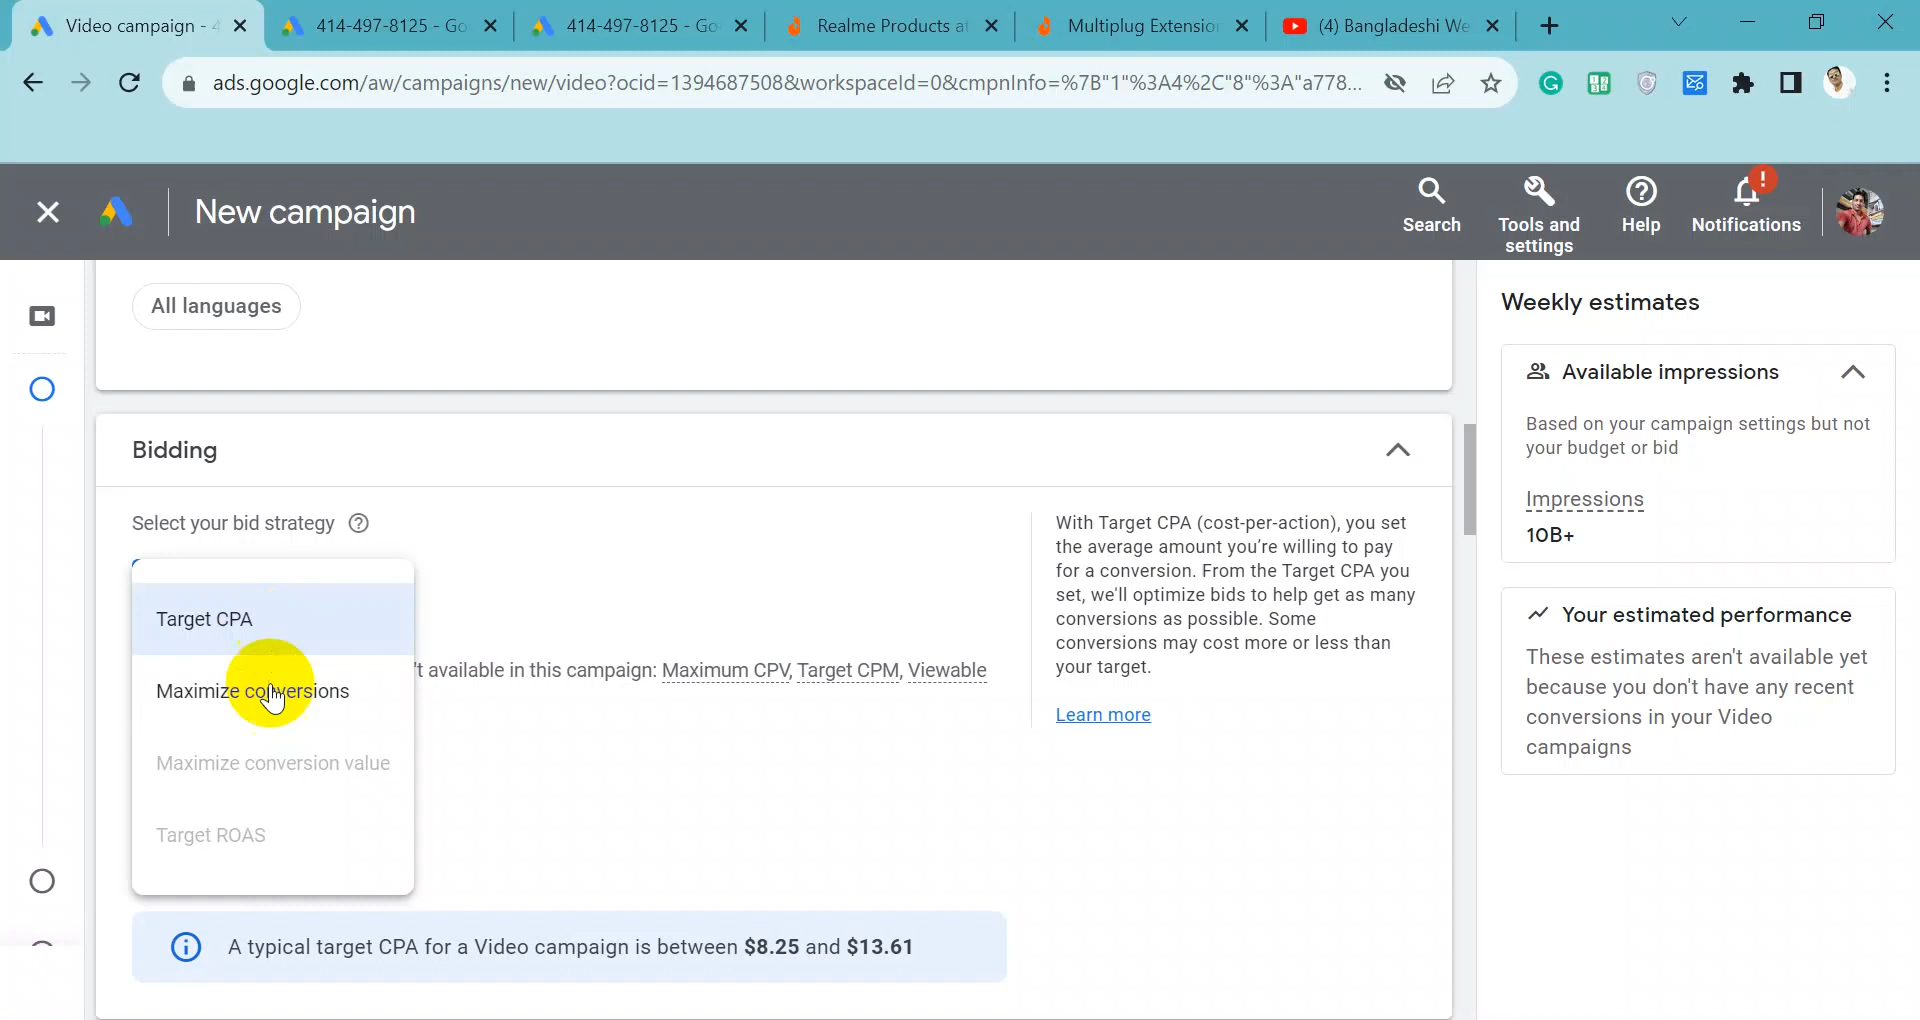 Video campaign - 4
414-497-8125 - Go
414-497-8125 - Go
Realme Products at
Multiplug Extension
(4) Bangladeshi We
ads.google.com/aw/campaigns/new/video?ocid=1394687508&workspaceId=0&cmpnInfo=%7B"1"%3A4%2C"8"%3A"a778...
New campaign
Search
Tools and
settings
Help
Notifications
All languages
Bidding
Select your bid strategy
Target CPA
Maximize conversions
Maximize conversion value
Target ROAS
't available in this campaign: Maximum CPV, Target CPM, Viewable
A typical target CPA for a Video campaign is between $8.25 and $13.61
With Target CPA (cost-per-action), you set
the average amount you're willing to pay
for a conversion. From the Target CPA you
set, we'll optimize bids to help get as many
conversions as possible. Some
conversions may cost more or less than
your target.
Learn more
Weekly estimates
Available impressions
Based on your campaign settings but not
your budget or bid
Impressions
10B+
Your estimated performance
These estimates aren't available yet
because you don't have any recent
conversions in your Video
campaigns